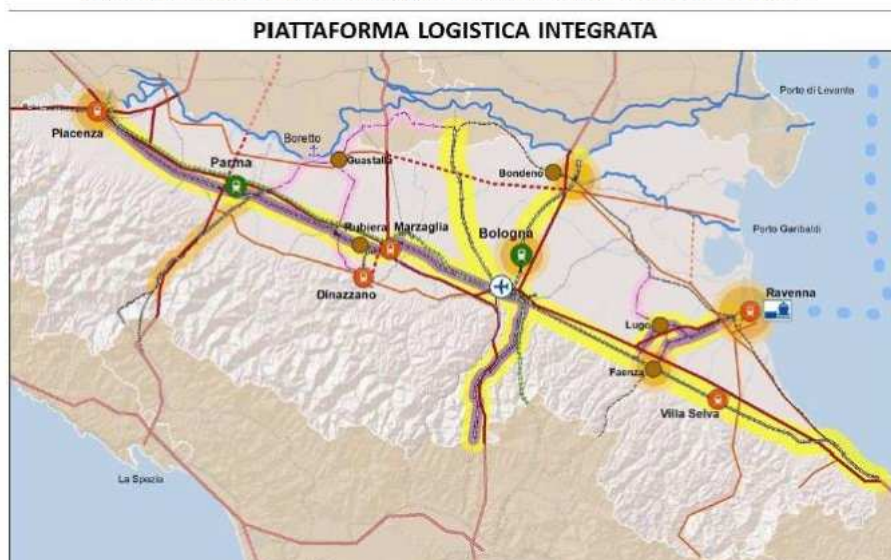 PIATTAFORMA LOGISTICA INTEGRATA
Porto di Levante
Piacenza
Boretto
Guastalla
Parma
Bondeno
Rubiera
Marzaglia
Bologna
Porto Garibaldi
Dinazzano
Ravenna
Lugo
Faenza
Villa Selva
La Spezia